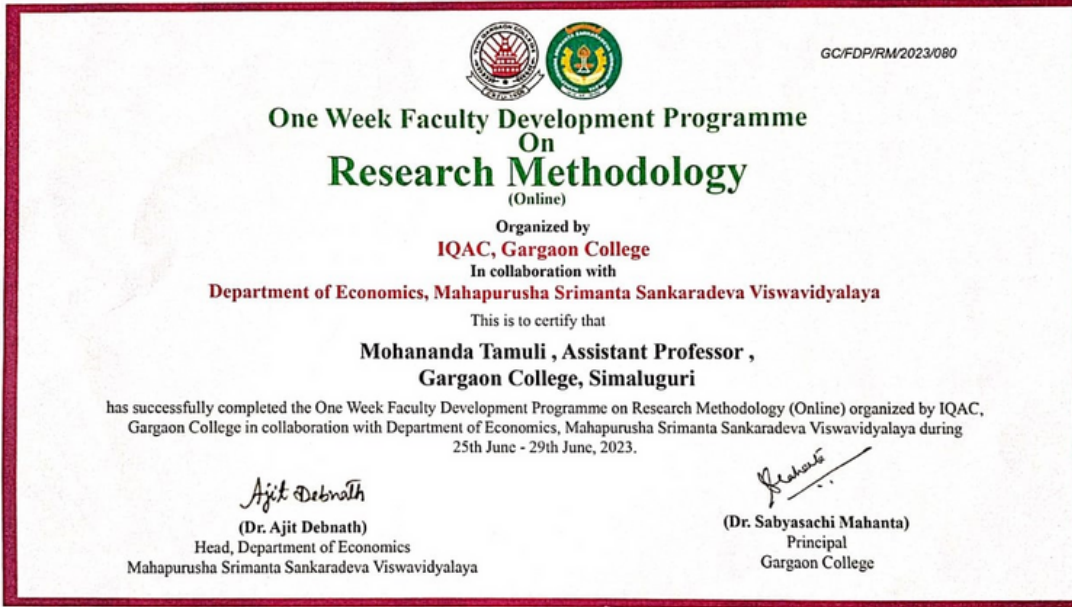 GC/FDP/RM/2023/080
One Week Faculty Development Programme
On
Research Methodology
(Online)
Organized by
IQAC, Gargaon College
In collaboration with
Department of Economics, Mahapurusha Srimanta Sankaradeva Viswavidyalaya
This is to certify that
Mohananda Tamuli , Assistant Professor ,
Gargaon College, Simaluguri
has successfully completed the One Week Faculty Development Programme on Research Methodology (Online) organized by IQAC,
Gargaon College in collaboration with Department of Economics, Mahapurusha Srimanta Sankaradeva Viswavidyalaya during
25th June - 29th June, 2023.
Ajit Debnath
(Dr. Ajit Debnath)
Head, Department of Economics
Mahapurusha Srimanta Sankaradeva Viswavidyalaya
(Dr. Sabyasachi Mahanta)
Principal
Gargaon College